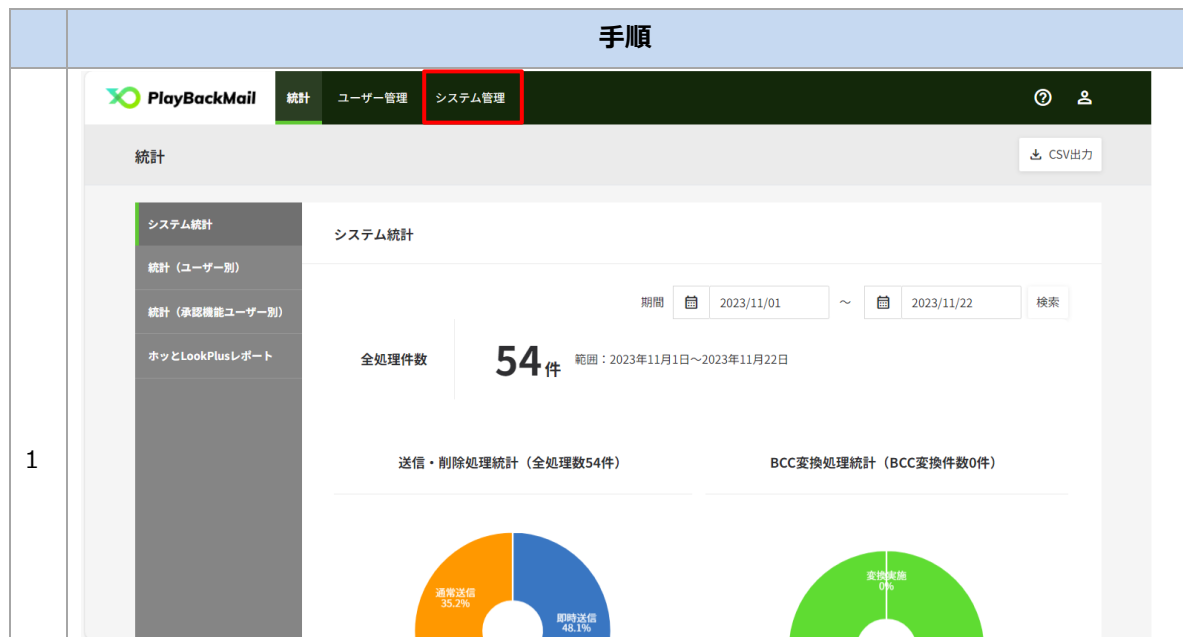 手順
1
PlayBackMail 統計 ユーザー管理 システム管理
統計 CSV出力
システム統計
統計（ユーザー別）
統計（承認機能ユーザー別）
ホッとLookPlusレポート
システム統計
期間 2023/11/01 ～ 2023/11/22 検索
全処理件数 54件 範囲：2023年11月1日～2023年11月22日
送信・削除処理統計（全処理数54件） BCC変換処理統計（BCC変換件数0件）
通常送信
35.2%
即時送信
48.1%
変換実施
0%